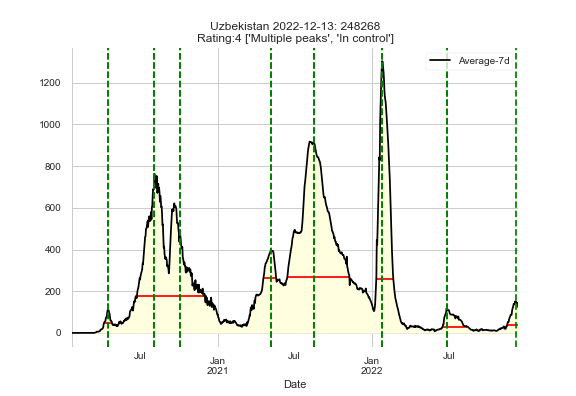 Uzbekistan 2022-12-13: 248268
Rating:4 ['Multiple peaks', 'In control']
Average-7d
1200
1000
800
600
400
200
0
Jul
Jan
2021
Jul
Jan
2022
Jul
Date